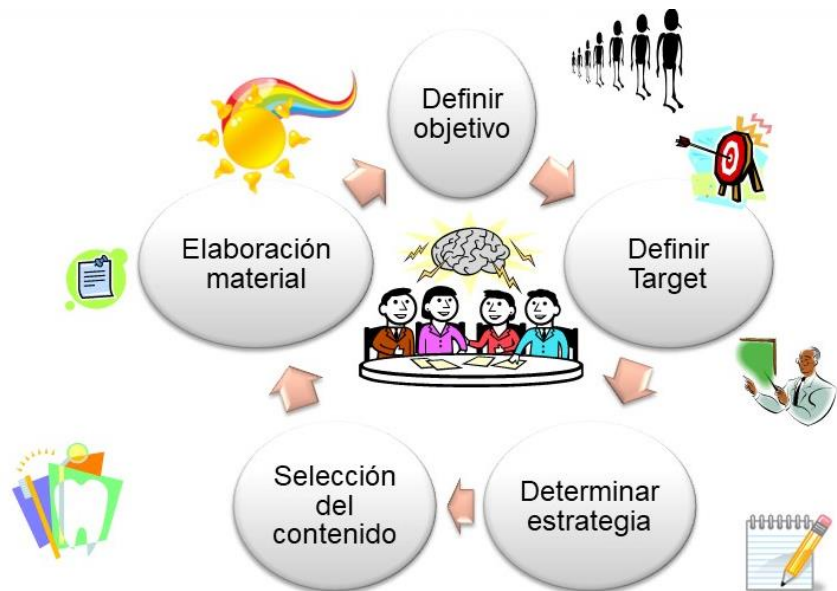 Definir
objetivo
Definir
Target
Determinar
estrategia
Selección
del
contenido
Elaboración
material